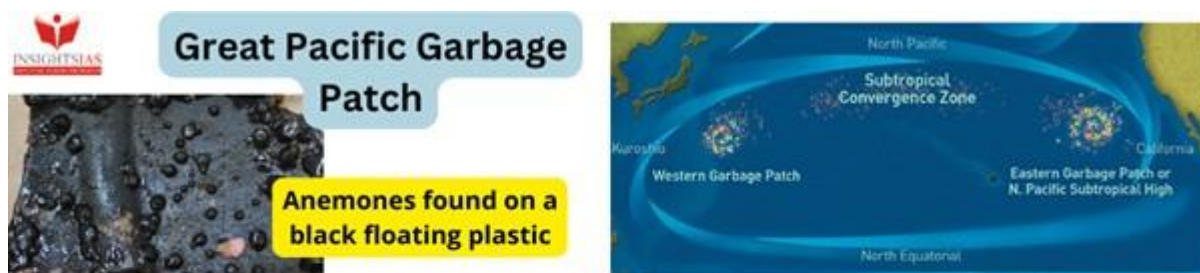 INSIGHTSIAS
Great Pacific Garbage
Patch
Anemones found on a
black floating plastic
North Pacific
Subtropical
Convergence Zone
Kuroshio
California
Western Garbage Patch
Eastern Garbage Patch or
N. Pacific Subtropical High
North Equatorial